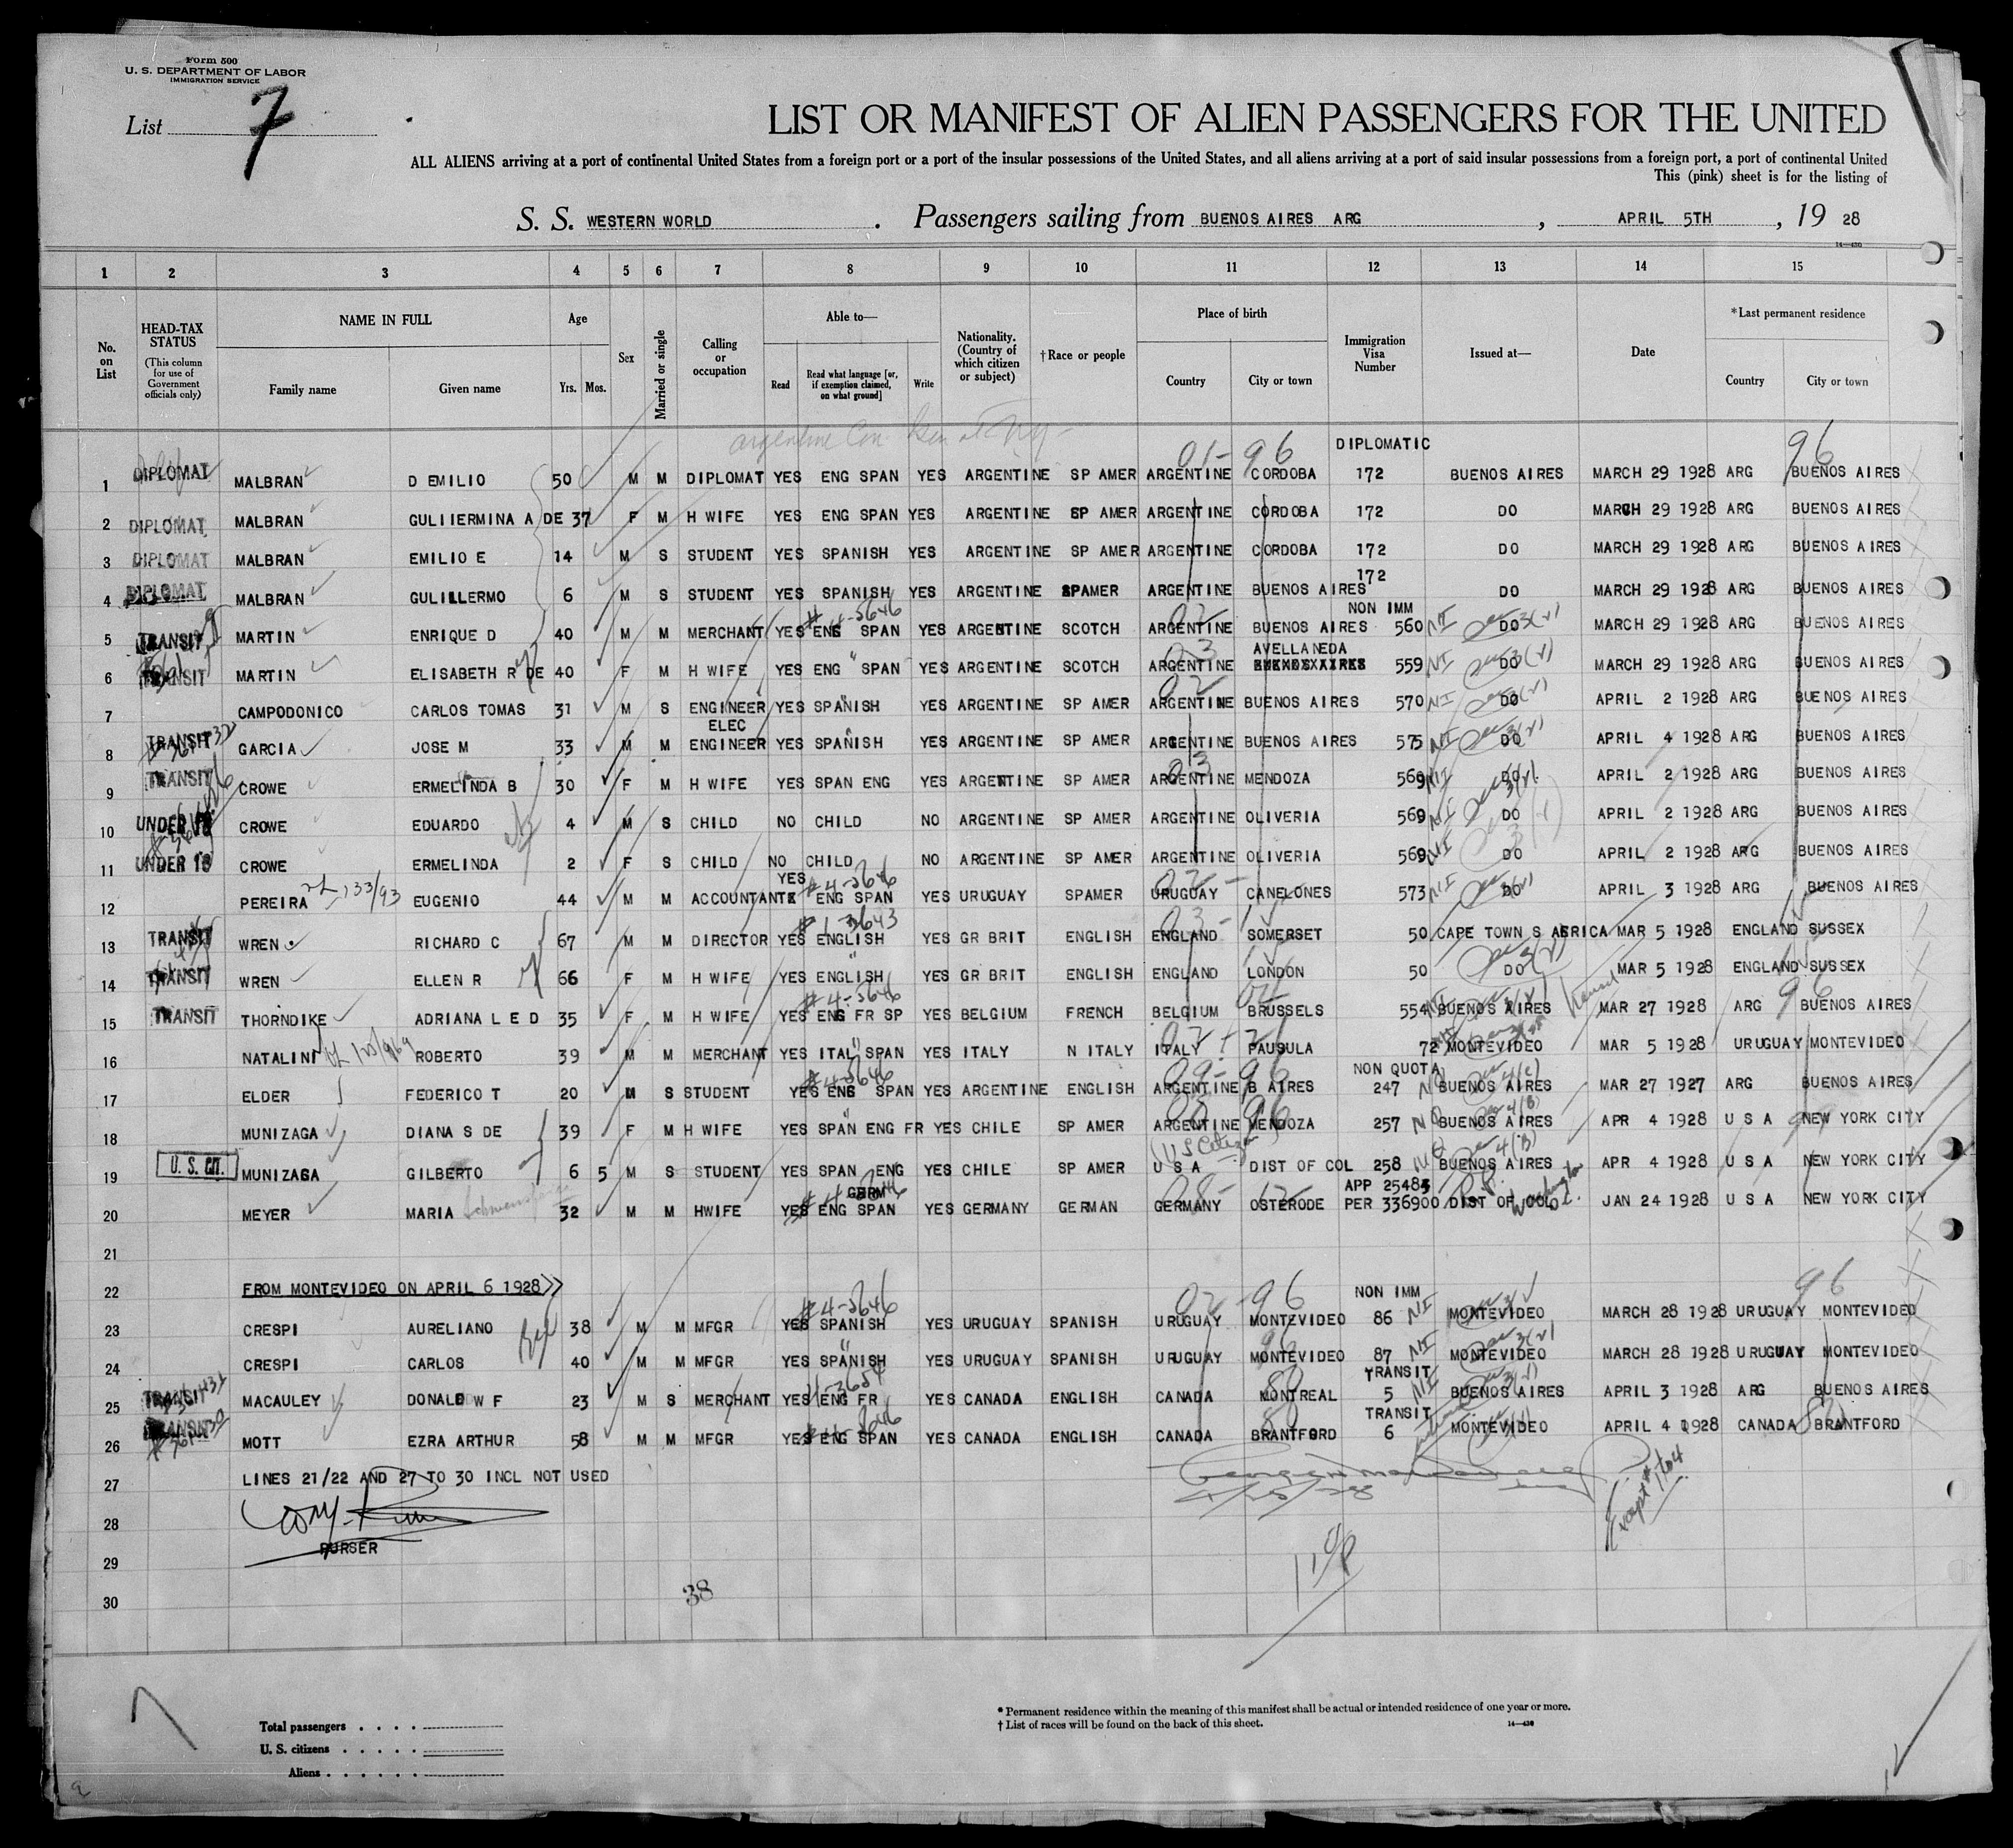 Form 500
U. S. DEPARTMENT OF LABOR
IMMIGRATION SERVICE
List 7
LIST OR MANIFEST OF ALIEN PASSENGERS FOR THE UNITED
ALL ALIENS arriving at a port of continental United States from a foreign port or a port of the insular possessions of the United States, and all aliens arriving at a port of said insular possessions from a foreign port, a port of continental United
This (pink) sheet is for the listing of
S. S. WESTERN WORLD . Passengers sailing from BUENOS AIRES ARG , APRIL 5TH , 19 28
14—430
1 2 3 4 5 6 7 8 9 10 11 12 13 14 15
No. on List
HEAD-TAX STATUS
(This column for use of Government officials only)
NAME IN FULL
Family name
Given name
Age
Yrs. Mos.
Sex
Married or single
Calling or occupation
Able to—
Read
Read what language [or, if exemption claimed, on what ground]
Write
Nationality. (Country of which citizen or subject)
†Race or people
Place of birth
Country
City or town
Immigration Visa Number
Issued at—
Date
*Last permanent residence
Country
City or town
01-96 DIPLOMATIC 96
1 DIPLOMAT MALBRAN D EMILIO 50 M M DIPLOMAT YES ENG SPAN YES ARGENTINE SP AMER ARGENTINE CORDOBA 172 BUENOS AIRES MARCH 29 1928 ARG BUENOS AIRES
2 DIPLOMAT MALBRAN GULIIERMINA A DE 37 F M H WIFE YES ENG SPAN YES ARGENTINE SP AMER ARGENTINE CORDOBA 172 DO MARCH 29 1928 ARG BUENOS AIRES
3 DIPLOMAT MALBRAN EMILIO E 14 M S STUDENT YES SPANISH YES ARGENTINE SP AMER ARGENTINE CORDOBA 172 DO MARCH 29 1928 ARG BUENOS AIRES
4 DIPLOMAT MALBRAN GULILLERMO 6 M S STUDENT YES SPANISH YES ARGENTINE SPAMER ARGENTINE BUENOS AIRES 172 DO MARCH 29 1928 ARG BUENOS AIRES
NON IMM
5 TRANSIT MARTIN ENRIQUE D 40 M M MERCHANT YES ENG SPAN YES ARGENTINE SCOTCH ARGENTINE BUENOS AIRES 560 NI DO MARCH 29 1928 ARG BUENOS AIRES
AVELLANEDA
6 TRANSIT MARTIN ELISABETH R DE 40 F M H WIFE YES ENG SPAN YES ARGENTINE SCOTCH ARGENTINE 559 NI DO MARCH 29 1928 ARG BUENOS AIRES
7 CAMPODONICO CARLOS TOMAS 31 M S ENGINEER YES SPANISH YES ARGENTINE SP AMER ARGENTINE BUENOS AIRES 570 NI DO APRIL 2 1928 ARG BUENOS AIRES
ELEC
8 TRANSIT GARCIA JOSE M 33 M M ENGINEER YES SPANISH YES ARGENTINE SP AMER ARGENTINE BUENOS AIRES 575 NI DO APRIL 4 1928 ARG BUENOS AIRES
9 TRANSIT CROWE ERMELINDA B 30 F M H WIFE YES SPAN ENG YES ARGENTINE SP AMER ARGENTINE MENDOZA 569 NI DO APRIL 2 1928 ARG BUENOS AIRES
10 UNDER 16 CROWE EDUARDO 4 M S CHILD NO CHILD NO ARGENTINE SP AMER ARGENTINE OLIVERIA 569 NI DO APRIL 2 1928 ARG BUENOS AIRES
11 UNDER 16 CROWE ERMELINDA 2 F S CHILD NO CHILD NO ARGENTINE SP AMER ARGENTINE OLIVERIA 569 NI DO APRIL 2 1928 ARG BUENOS AIRES
YES
12 PEREIRA EUGENIO 44 M M ACCOUNTANT ENG SPAN YES URUGUAY SPAMER URUGUAY CANELONES 573 NI DO APRIL 3 1928 ARG BUENOS AIRES
13 TRANSIT WREN RICHARD C 67 M M DIRECTOR YES ENGLISH YES GR BRIT ENGLISH ENGLAND SOMERSET 50 CAPE TOWN S AFRICA MAR 5 1928 ENGLAND SUSSEX
14 TRANSIT WREN ELLEN R 66 F M H WIFE YES ENGLISH YES GR BRIT ENGLISH ENGLAND LONDON 50 DO MAR 5 1928 ENGLAND SUSSEX
15 TRANSIT THORNDIKE ADRIANA L E D 35 F M H WIFE YES ENG FR SP YES BELGIUM FRENCH BELGIUM BRUSSELS 554 BUENOS AIRES MAR 27 1928 ARG BUENOS AIRES
16 NATALINI ROBERTO 39 M M MERCHANT YES ITAL SPAN YES ITALY N ITALY ITALY PAUSULA 72 MONTEVIDEO MAR 5 1928 URUGUAY MONTEVIDEO
NON QUOTA
17 ELDER FEDERICO T 20 M S STUDENT YES ENG SPAN YES ARGENTINE ENGLISH ARGENTINE B AIRES 247 BUENOS AIRES MAR 27 1927 ARG BUENOS AIRES
18 MUNIZAGA DIANA S DE 39 F M H WIFE YES SPAN ENG FR YES CHILE SP AMER ARGENTINE MENDOZA 257 BUENOS AIRES APR 4 1928 U S A NEW YORK CITY
(U S Citizen)
19 U. S. CIT. MUNIZAGA GILBERTO 6 5 M S STUDENT YES SPAN ENG YES CHILE SP AMER U S A DIST OF COL 258 BUENOS AIRES APR 4 1928 U S A NEW YORK CITY
GERM APP 25484
20 MEYER MARIA 32 M M HWIFE YES ENG SPAN YES GERMANY GERMAN GERMANY OSTERODE PER 336900 DIST OF COL JAN 24 1928 U S A NEW YORK CITY
21
22 FROM MONTEVIDEO ON APRIL 6 1928>> NON IMM
23 CRESPI AURELIANO 38 M M MFGR YES SPANISH YES URUGUAY SPANISH URUGUAY MONTEVIDEO 86 NI MONTEVIDEO MARCH 28 1928 URUGUAY MONTEVIDEO
24 CRESPI CARLOS 40 M M MFGR YES SPANISH YES URUGUAY SPANISH URUGUAY MONTEVIDEO 87 NI MONTEVIDEO MARCH 28 1928 URUGUAY MONTEVIDEO
TRANSIT
25 TRANSIT MACAULEY DONALD W F 23 M S MERCHANT YES ENG FR YES CANADA ENGLISH CANADA MONTREAL 5 NI BUENOS AIRES APRIL 3 1928 ARG BUENOS AIRES
TRANSIT
26 TRANSIT MOTT EZRA ARTHUR 58 M M MFGR YES ENG SPAN YES CANADA ENGLISH CANADA BRANTFORD 6 MONTEVIDEO APRIL 4 1928 CANADA BRANTFORD
27 LINES 21/22 AND 27 TO 30 INCL NOT USED
28
PURSER
29
30
38
Total passengers . . . .
U. S. citizens . . . . .
Aliens . . . . . .
* Permanent residence within the meaning of this manifest shall be actual or intended residence of one year or more.
† List of races will be found on the back of this sheet.
14—430